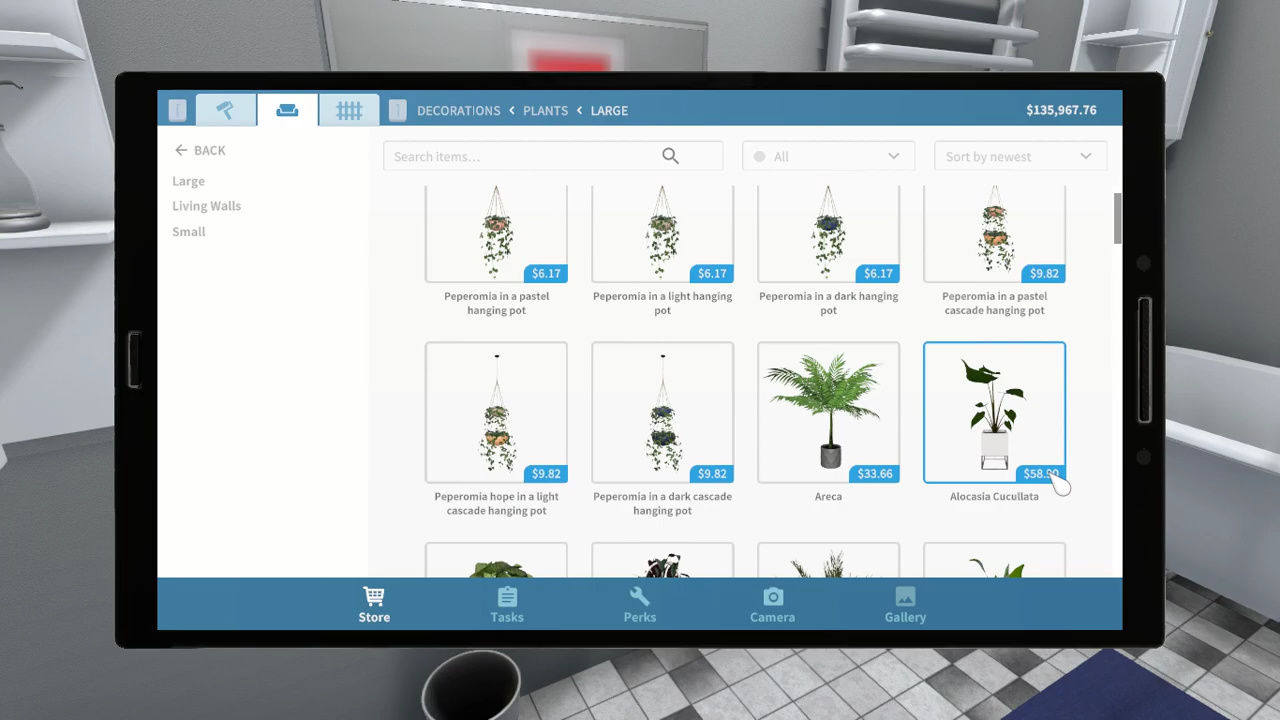 DECORATIONS < PLANTS < LARGE
$135,967.76
BACK
Large
Living Walls
Small
Search items...
All
Sort by newest
$6.17
$6.17
$6.17
$9.82
Peperomia in a pastel
hanging pot
Peperomia in a light hanging
pot
Peperomia in a dark hanging
pot
Peperomia in a pastel
cascade hanging pot
$9.82
$9.82
$33.66
$58.90
Peperomia hope in a light
cascade hanging pot
Peperomia in a dark cascade
hanging pot
Areca
Alocasia Cucullata
Store
Tasks
Perks
Camera
Gallery